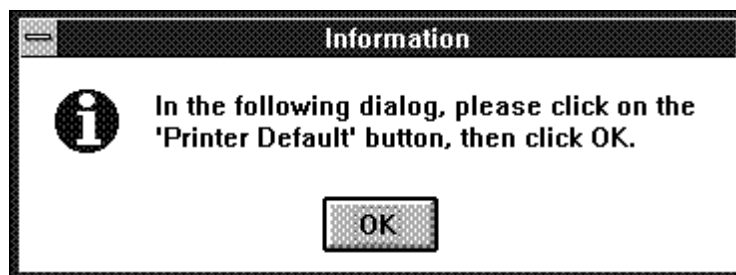 Information
In the following dialog, please click on the
'Printer Default' button, then click OK.
OK